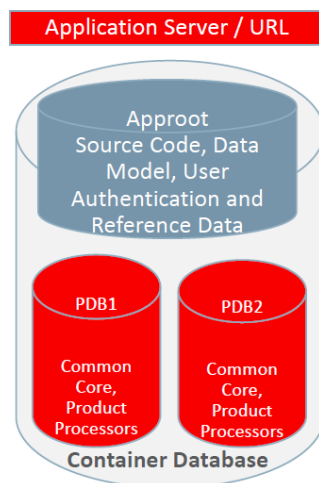 Application Server / URL
Approot
Source Code, Data
Model, User
Authentication and
Reference Data
PDB1
Common
Core,
Product
Processors
PDB2
Common
Core,
Product
Processors
Container Database